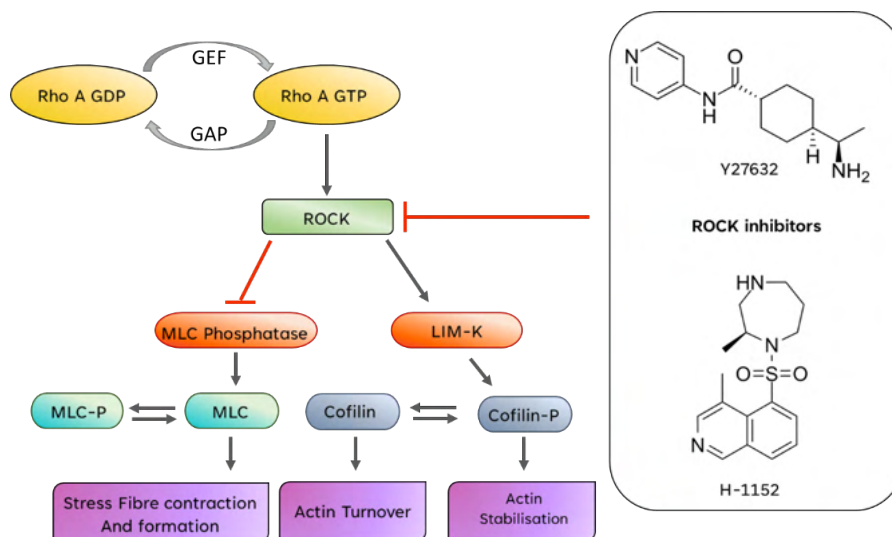 GEF
Rho A GDP
Rho A GTP
GAP
ROCK
MLC Phosphatase
LIM-K
MLC-P
MLC
Cofilin
Cofilin-P
Stress Fibre contraction
And formation
Actin Turnover
Actin
Stabilisation
N
O
N
H
H
NH2
Y27632
ROCK inhibitors
HN
N
O=S=O
N
H-1152